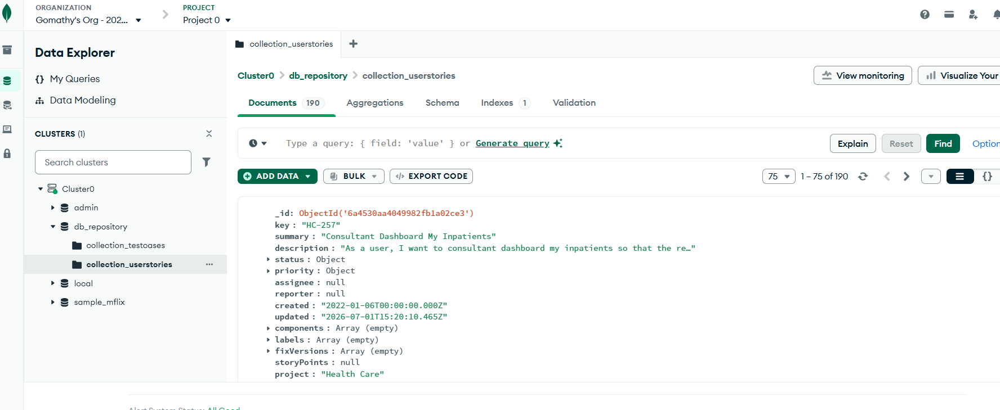 ORGANIZATION
Gomathy's Org - 202...
PROJECT
Project 0
Data Explorer
My Queries
Data Modeling
CLUSTERS (1)
Search clusters
Cluster0
admin
db_repository
collection_testcases
collection_userstories
local
sample_mflix
collection_userstories
Cluster0 > db_repository > collection_userstories
View monitoring
Visualize Your
Documents 190
Aggregations
Schema
Indexes 1
Validation
Type a query: { field: 'value' } or Generate query
Explain
Reset
Find
Option
ADD DATA
BULK
EXPORT CODE
75
1 – 75 of 190
_id: ObjectId('6a4530aa4049982fb1a02ce3')
key : "HC-257"
summary : "Consultant Dashboard My Inpatients"
description : "As a user, I want to consultant dashboard my inpatients so that the re…"
status : Object
priority : Object
assignee : null
reporter : null
created : "2022-01-06T00:00:00.000Z"
updated : "2026-07-01T15:20:10.465Z"
components : Array (empty)
labels : Array (empty)
fixVersions : Array (empty)
storyPoints : null
project : "Health Care"
Alert System Status: All Good